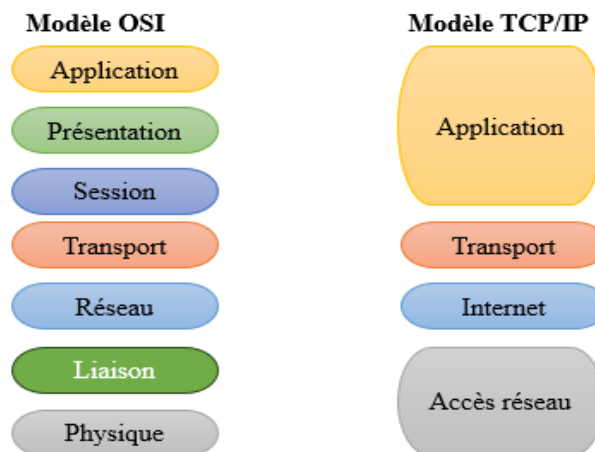 Modèle OSI
Application
Présentation
Session
Transport
Réseau
Liaison
Physique
Modèle TCP/IP
Application
Transport
Internet
Accès réseau